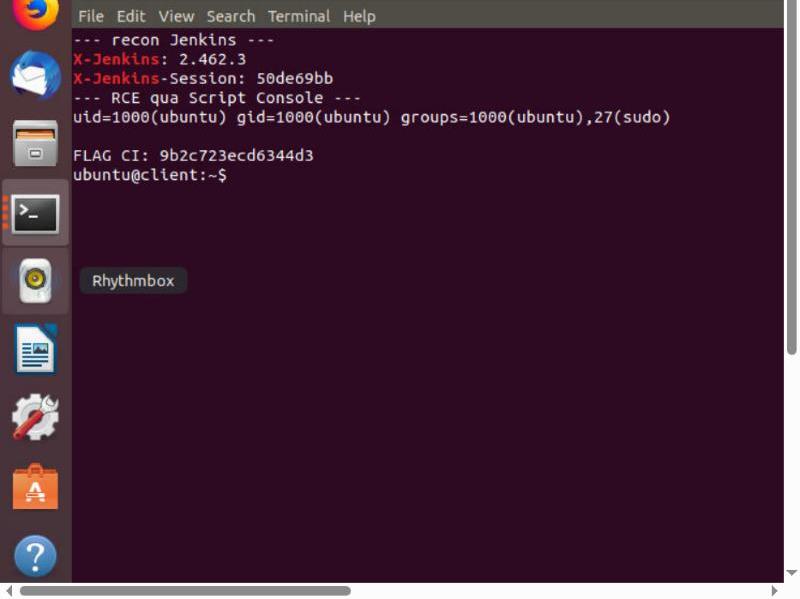 File Edit View Search Terminal Help
--- recon Jenkins ---
X-Jenkins: 2.462.3
X-Jenkins-Session: 50de69bb
--- RCE qua Script Console ---
uid=1000(ubuntu) gid=1000(ubuntu) groups=1000(ubuntu),27(sudo)
FLAG CI: 9b2c723ecd6344d3
ubuntu@client:~$
Rhythmbox